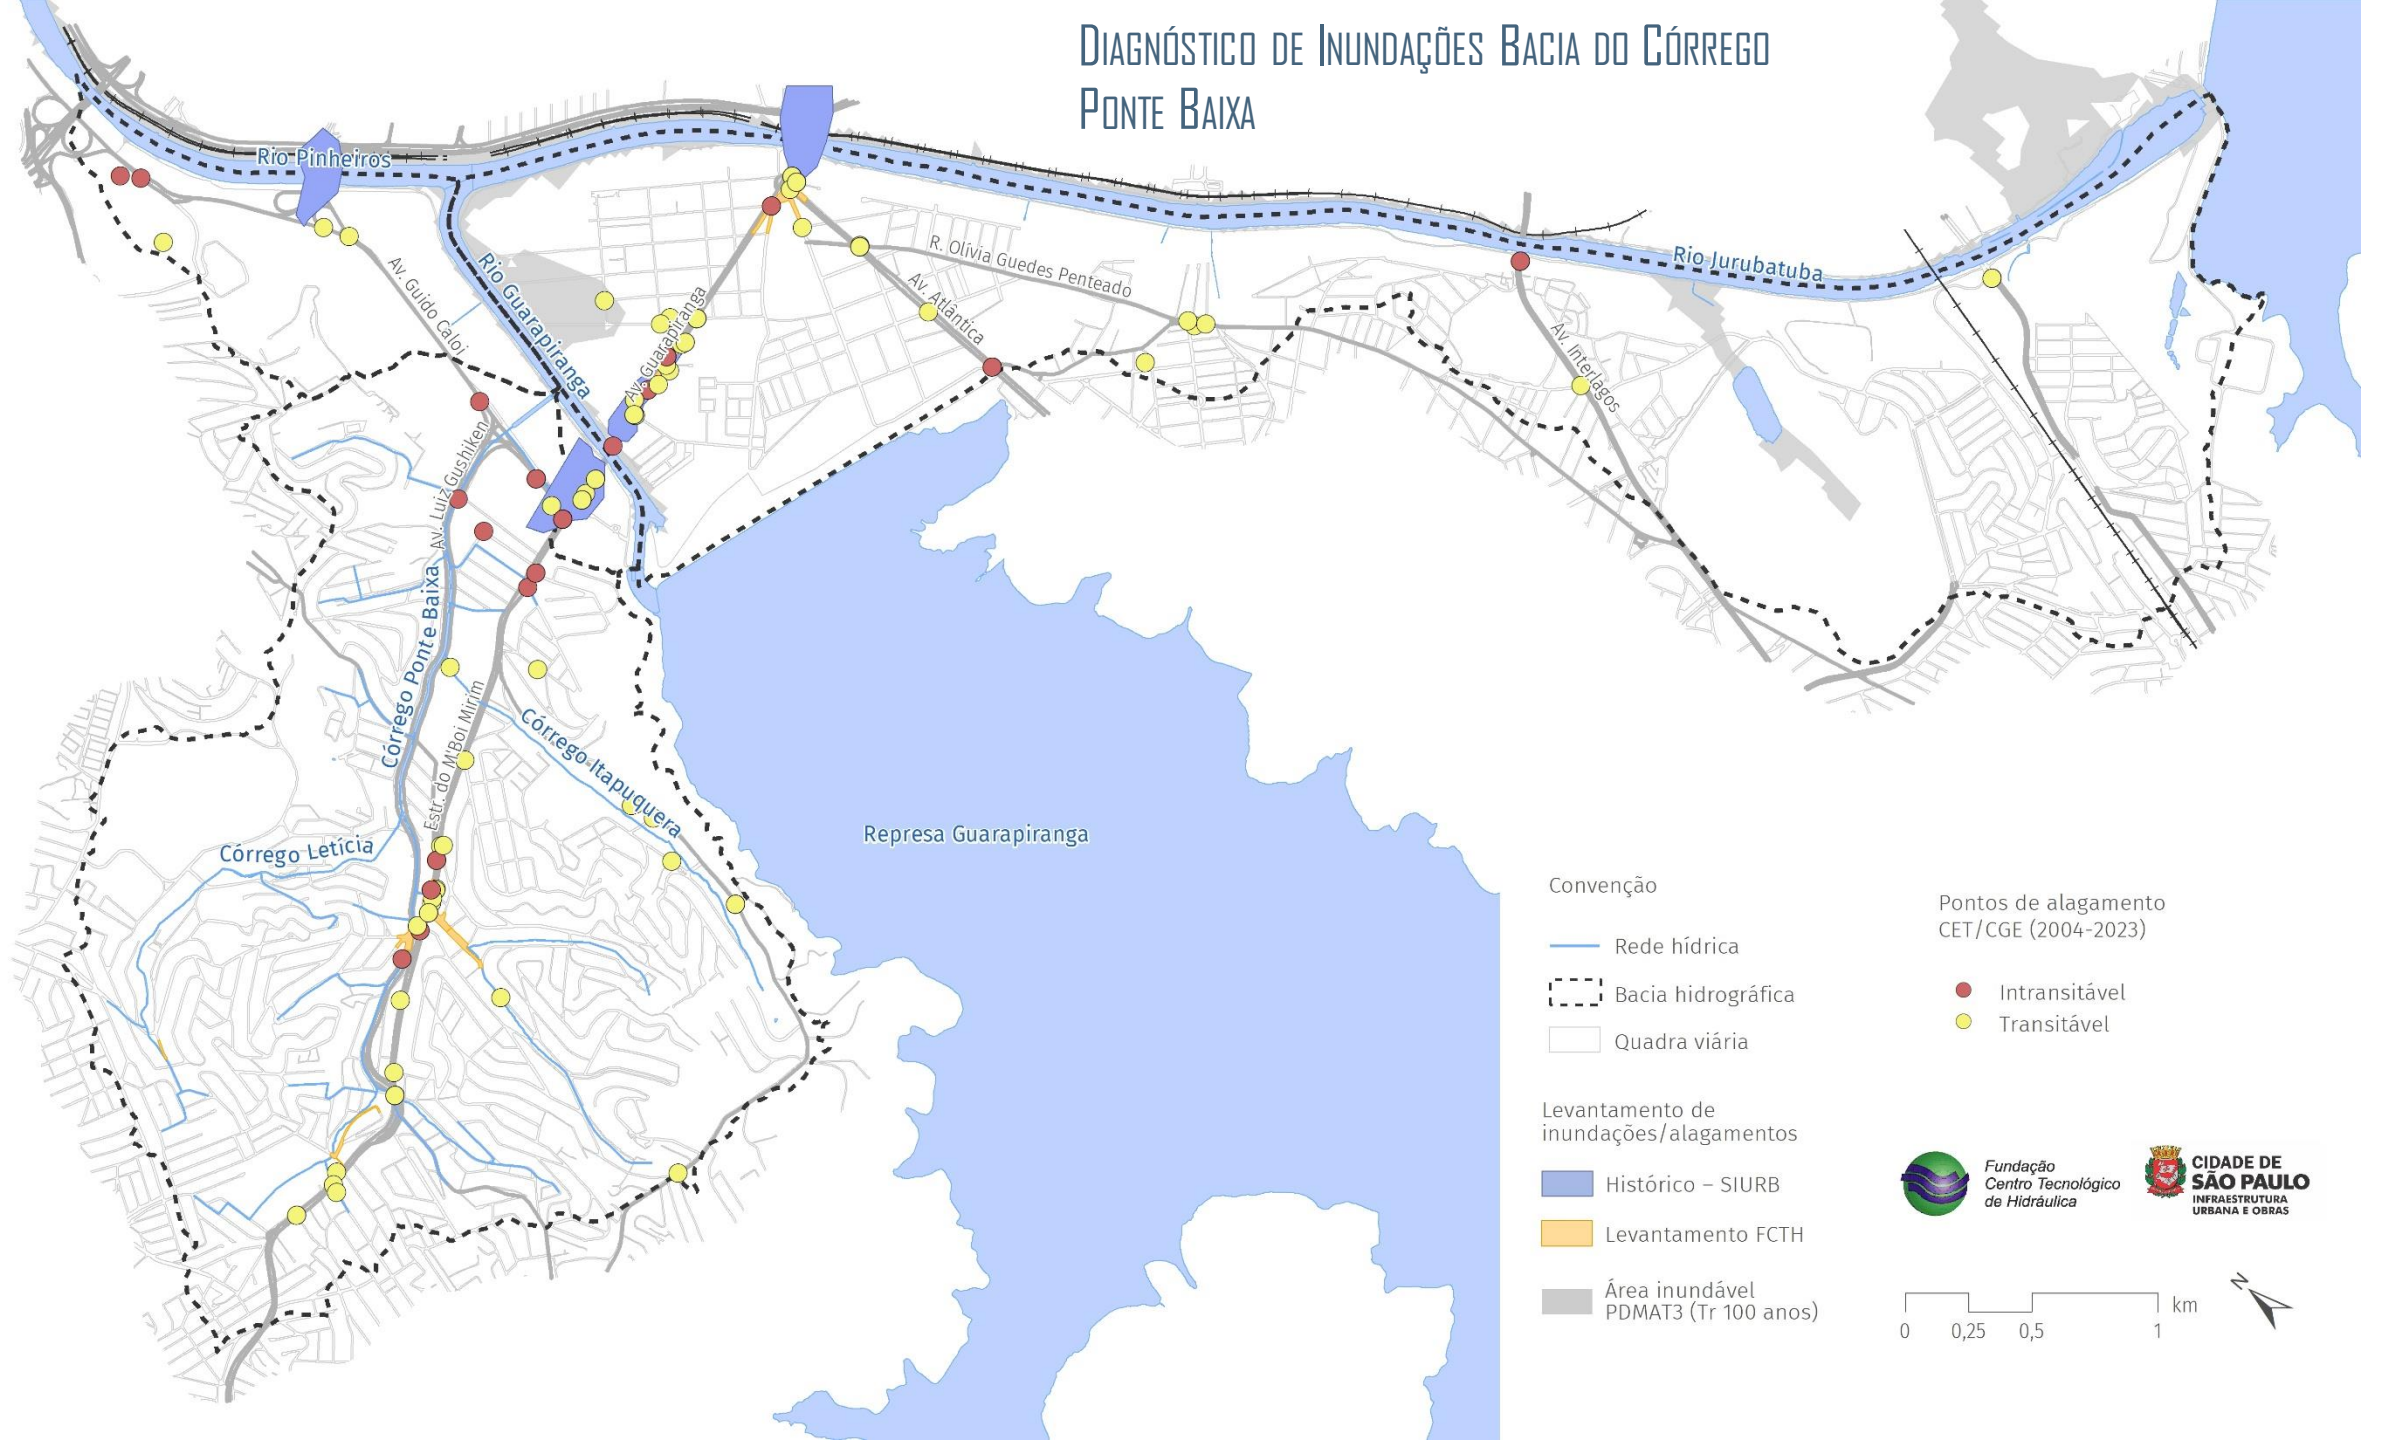 DIAGNÓSTICO DE INUNDAÇÕES BACIA DO CÓRREGO
PONTE BAIXA
Rio Pinheiros
Rio Guarapiranga
Av. Guido Caloi
Av. Guarapiranga
R. Olívia Guedes Penteado
Av. Atlântica
Rio Jurubatuba
Av. Interlagos
Av. Luiz Gushiken
Córrego Ponte Baixa
Estr. do M'Boi Mirim
Córrego Itapuquera
Córrego Letícia
Represa Guarapiranga
Convenção
Rede hídrica
Bacia hidrográfica
Quadra viária
Levantamento de
inundações/alagamentos
Histórico – SIURB
Levantamento FCTH
Área inundável
PDMAT3 (Tr 100 anos)
Pontos de alagamento
CET/CGE (2004-2023)
Intransitável
Transitável
Fundação
Centro Tecnológico
de Hidráulica
CIDADE DE
SÃO PAULO
INFRAESTRUTURA
URBANA E OBRAS
N
km
0 0,25 0,5 1